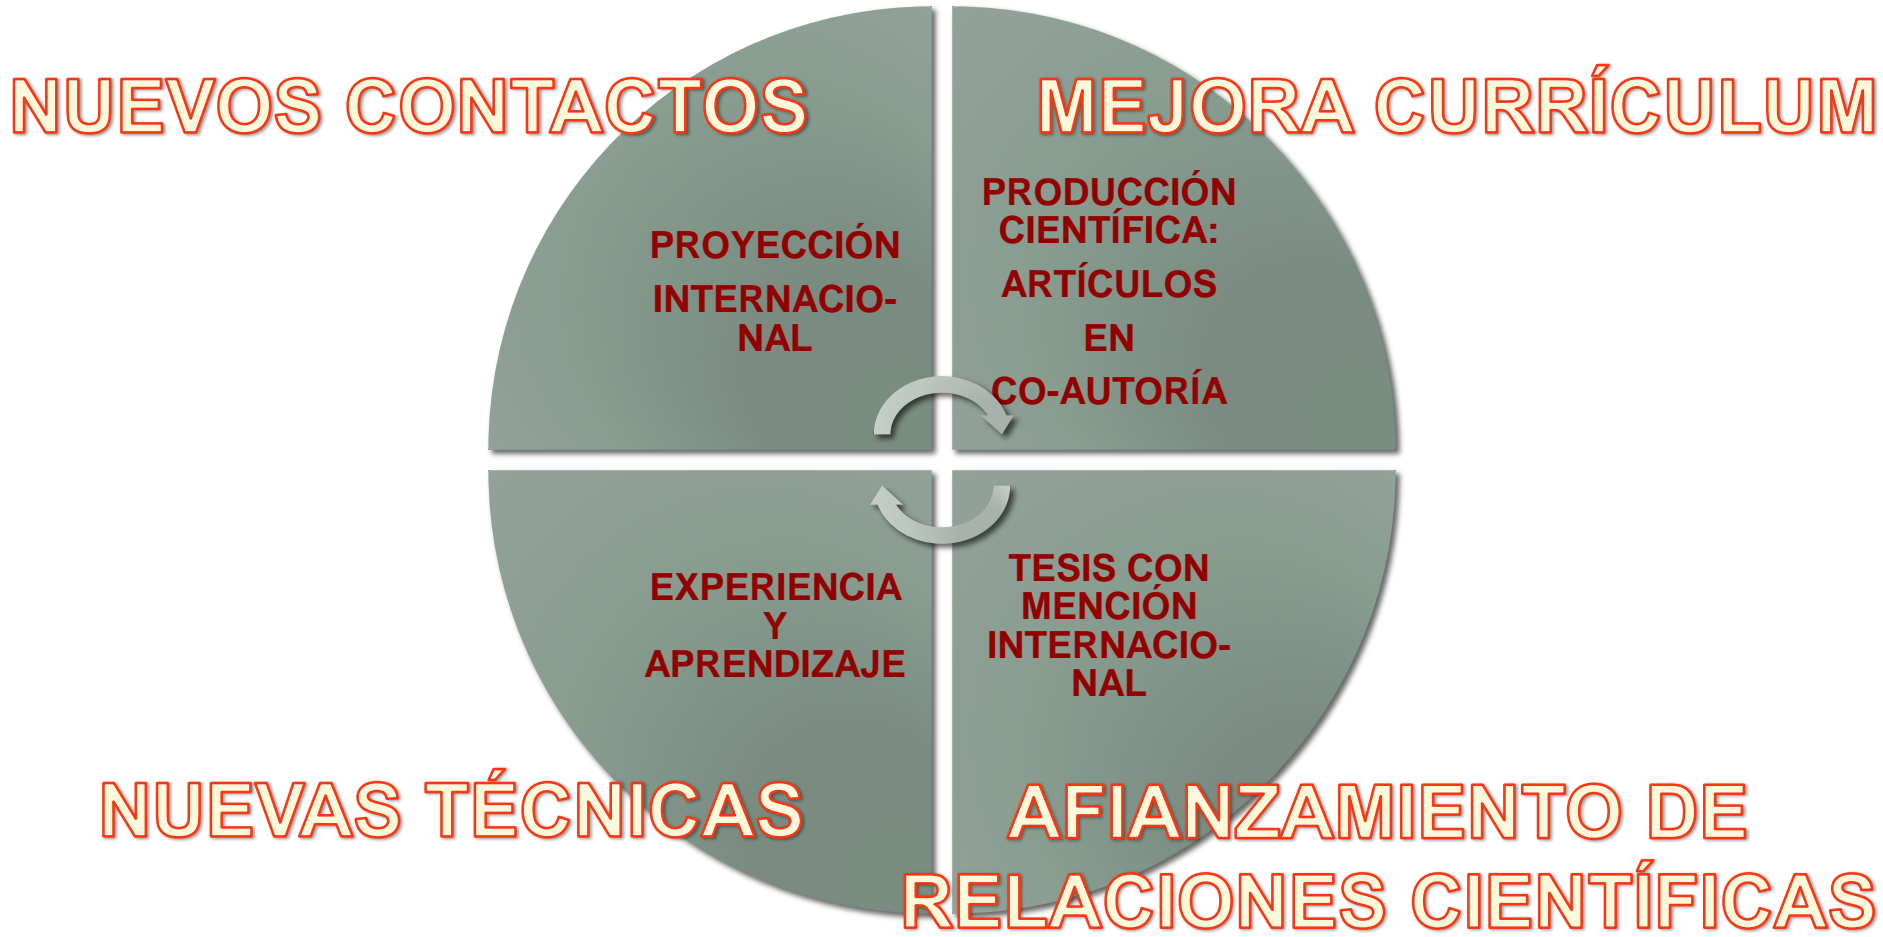 NUEVOS CONTACTOS
MEJORA CURRÍCULUM
PROYECCIÓN
INTERNACIO-
NAL
PRODUCCIÓN
CIENTÍFICA:
ARTÍCULOS
EN
CO-AUTORÍA
EXPERIENCIA
Y
APRENDIZAJE
TESIS CON
MENCIÓN
INTERNACIO-
NAL
NUEVAS TÉCNICAS
AFIANZAMIENTO DE
RELACIONES CIENTÍFICAS